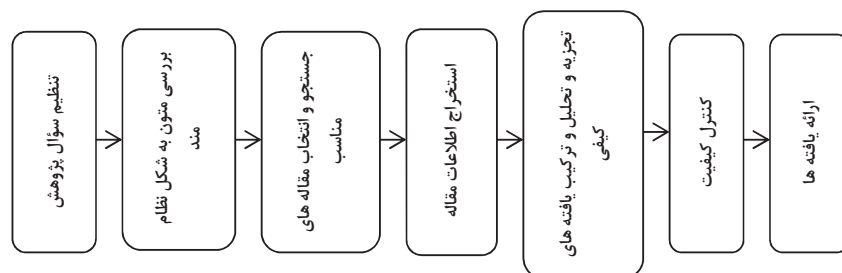 تنظیم سؤال پژوهش
بررسی متون به شکل نظام
مند
جستجو و انتخاب مقاله های
مناسب
استخراج اطلاعات مقاله
تجزیه و تحلیل و ترکیب یافته های
کیفی
کنترل کیفیت
ارائه یافته ها